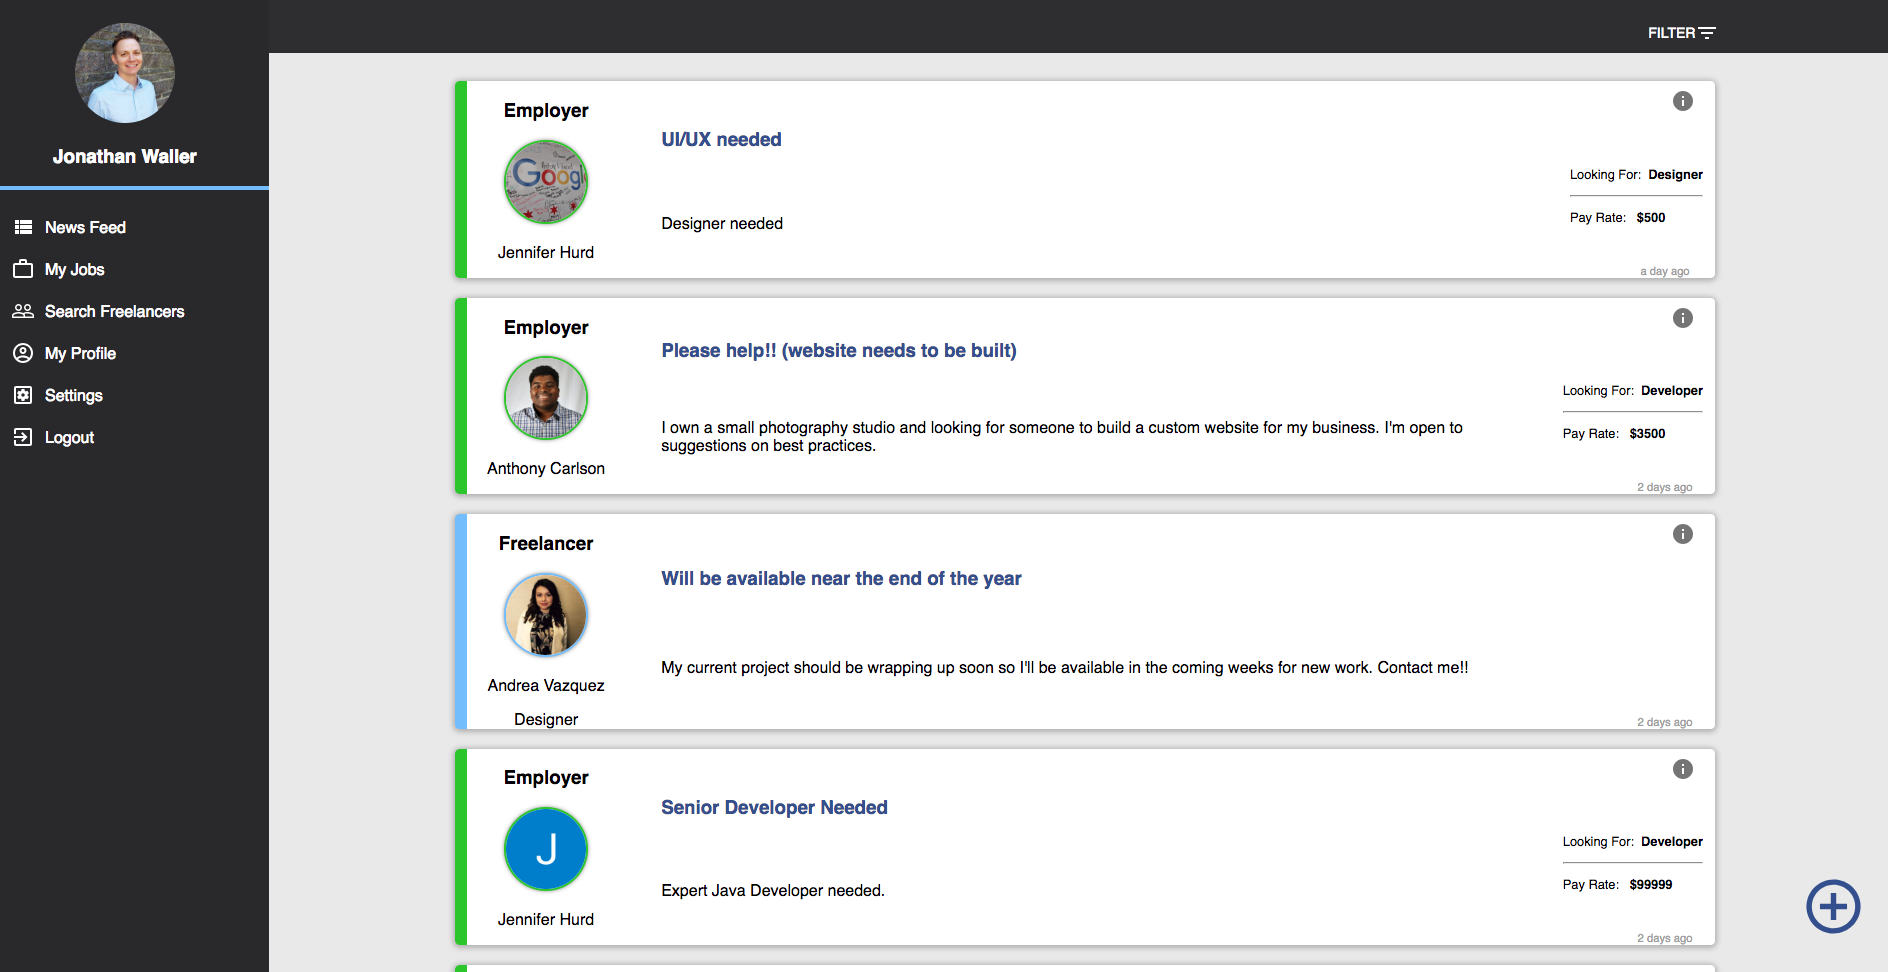 Jonathan Waller
News Feed
My Jobs
Search Freelancers
My Profile
Settings
Logout
FILTER
Employer
Google
Jennifer Hurd
UI/UX needed
Designer needed
Looking For: Designer
Pay Rate: $500
a day ago
Employer
Anthony Carlson
Please help!! (website needs to be built)
I own a small photography studio and looking for someone to build a custom website for my business. I'm open to
suggestions on best practices.
Looking For: Developer
Pay Rate: $3500
2 days ago
Freelancer
Andrea Vazquez
Designer
Will be available near the end of the year
My current project should be wrapping up soon so I'll be available in the coming weeks for new work. Contact me!!
2 days ago
Employer
J
Jennifer Hurd
Senior Developer Needed
Expert Java Developer needed.
Looking For: Developer
Pay Rate: $99999
2 days ago